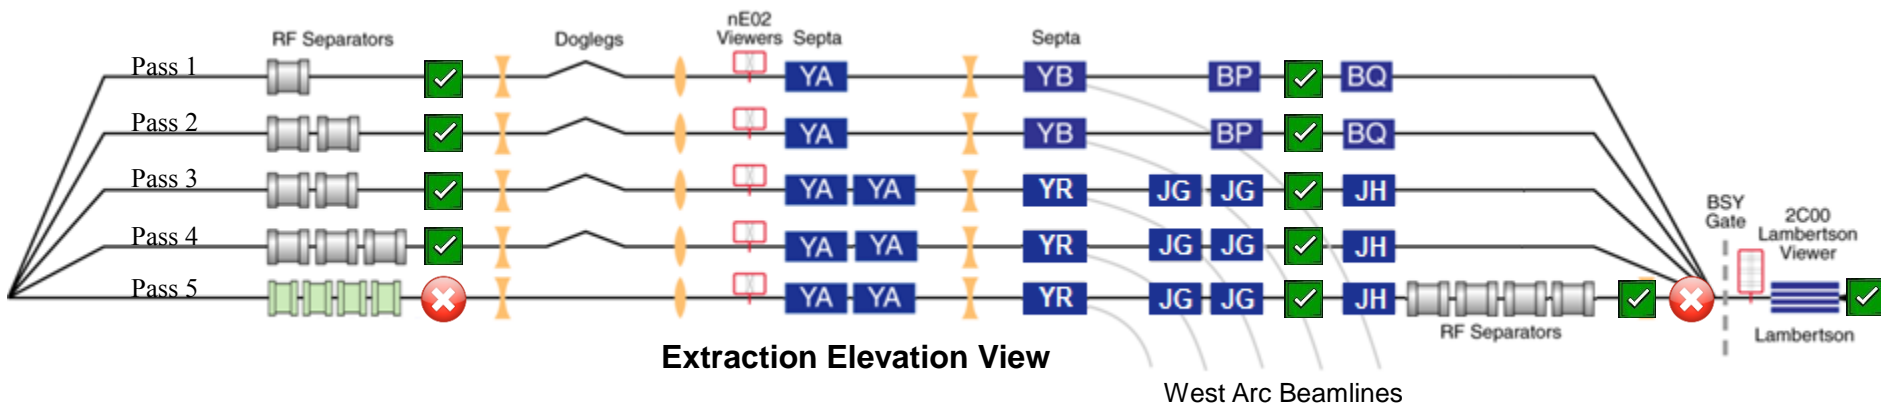 nE02
RF Separators Doglegs Viewers Septa Septa
Pass 1 YA YB BP BQ
Pass 2 YA YB BP BQ
Pass 3 YA YA YR JG JG JH
BSY
Gate
2C00
Lambertson
Viewer
Pass 4 YA YA YR JG JG JH
Pass 5 YA YA YR JG JG JH
RF Separators Lambertson
Extraction Elevation View
West Arc Beamlines